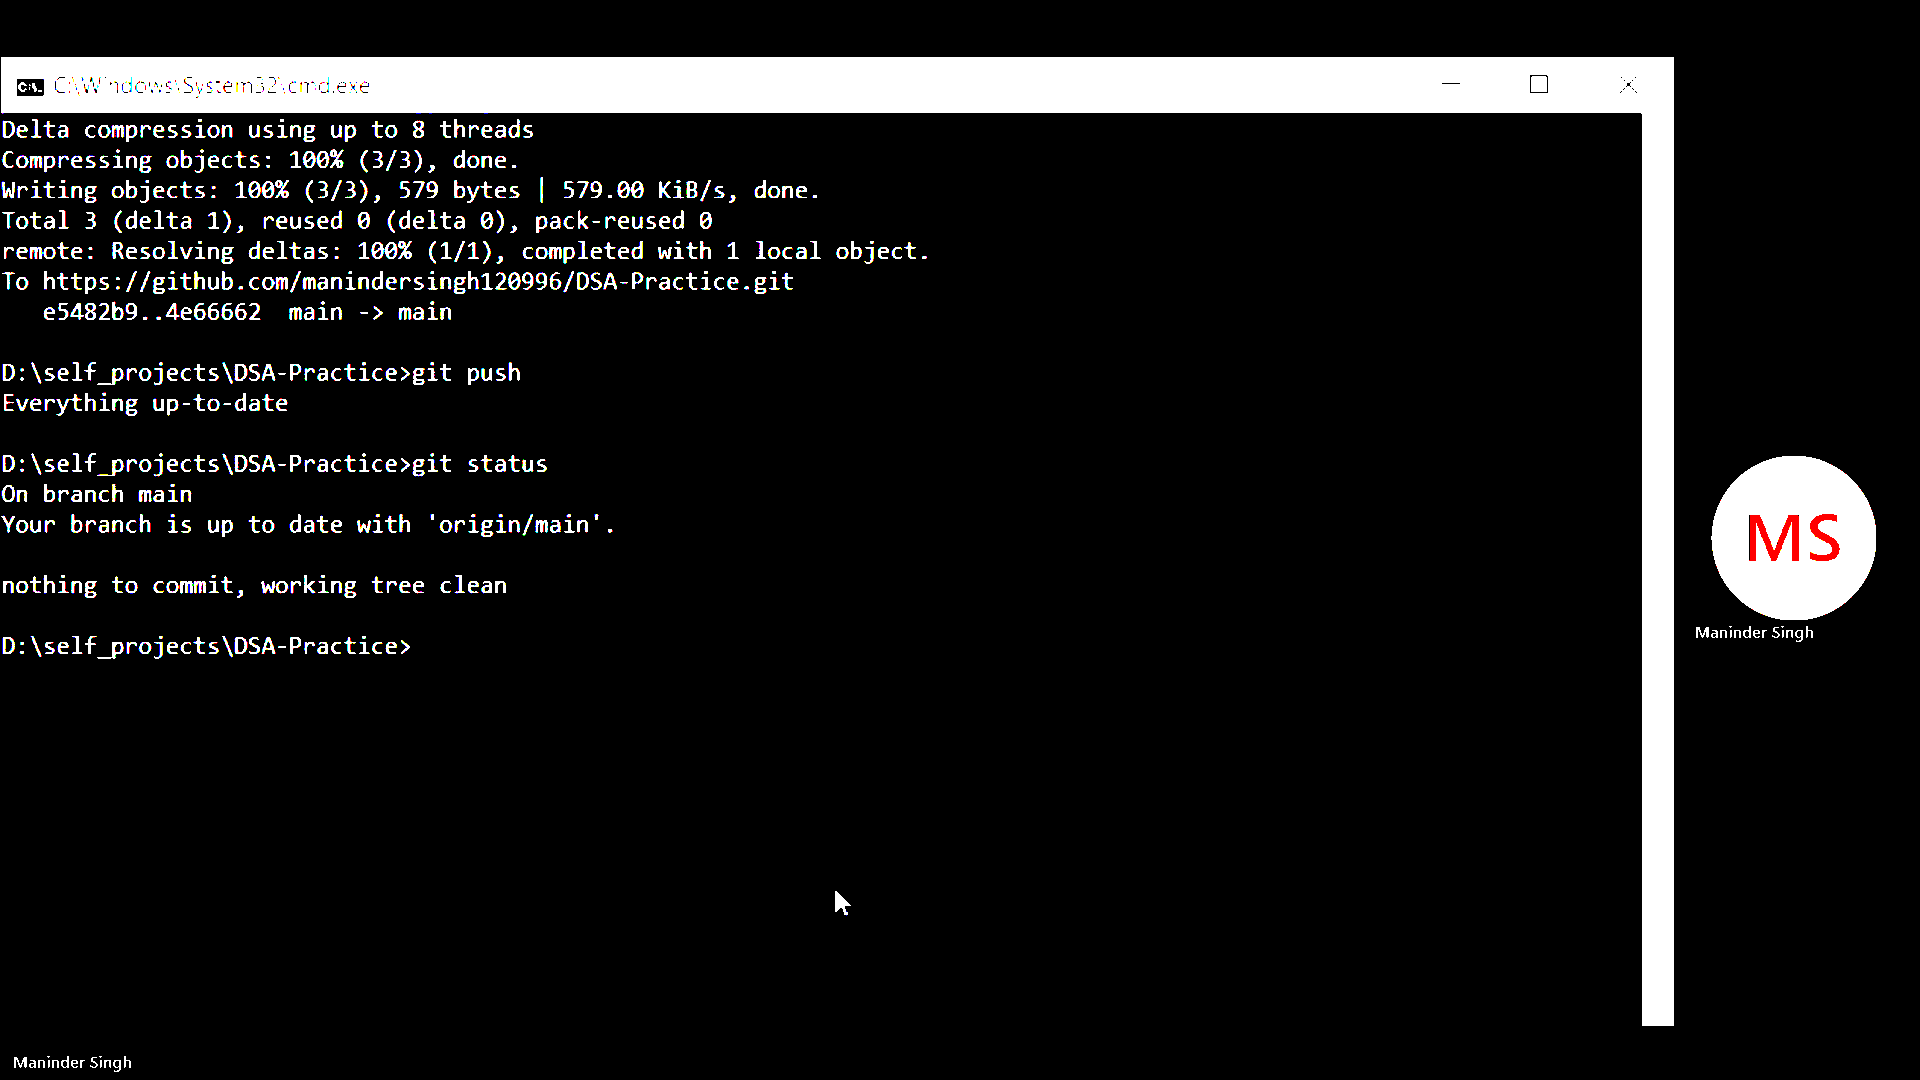 C:\Windows\System32\cmd.exe
Delta compression using up to 8 threads
Compressing objects: 100% (3/3), done.
Writing objects: 100% (3/3), 579 bytes | 579.00 KiB/s, done.
Total 3 (delta 1), reused 0 (delta 0), pack-reused 0
remote: Resolving deltas: 100% (1/1), completed with 1 local object.
To https://github.com/manindersingh120996/DSA-Practice.git
   e5482b9..4e66662  main -> main
D:\self_projects\DSA-Practice>git push
Everything up-to-date
D:\self_projects\DSA-Practice>git status
On branch main
Your branch is up to date with 'origin/main'.
nothing to commit, working tree clean
D:\self_projects\DSA-Practice>
MS
Maninder Singh
Maninder Singh